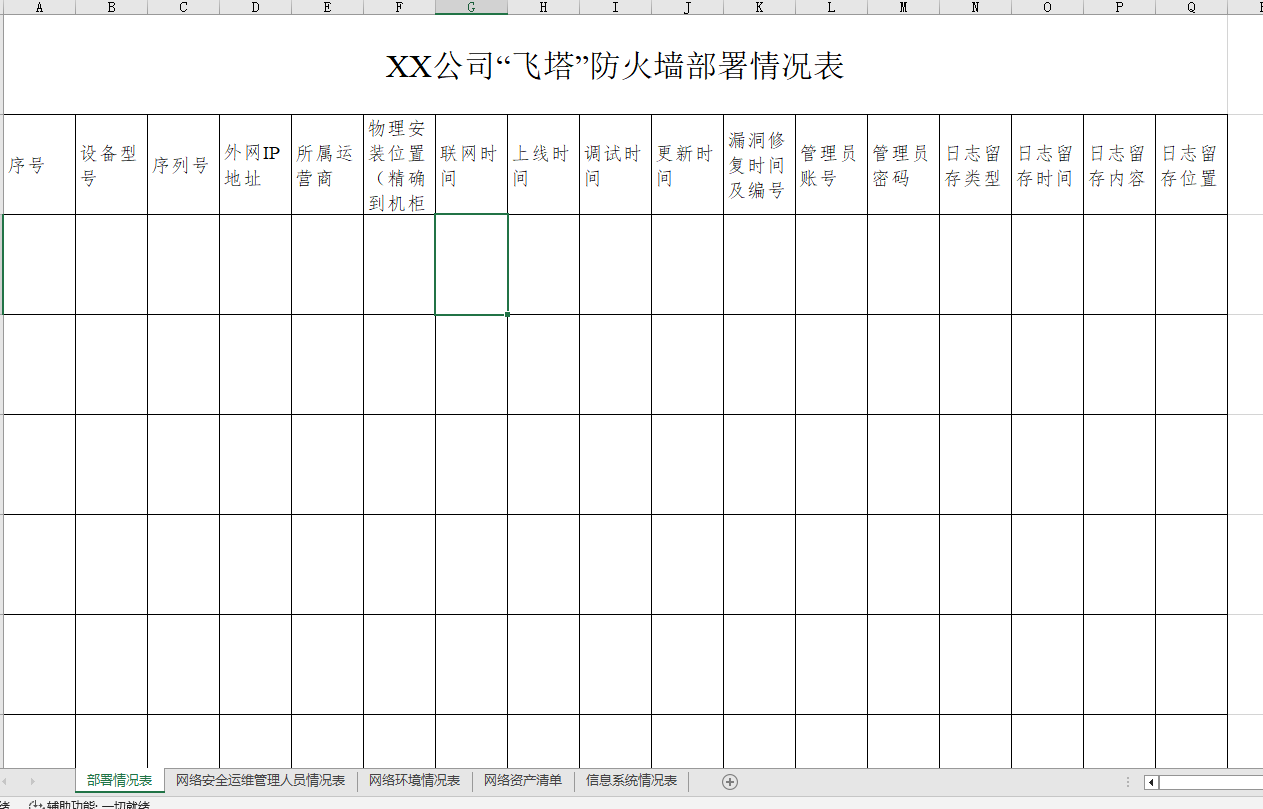 A B C D E F G H I J K L M N O P Q
XX公司“飞塔”防火墙部署情况表
序号
设备型
号
序列号
外网IP
地址
所属运
营商
物理安
装位置
（精确
到机柜
联网时
间
上线时
间
调试时
间
更新时
间
漏洞修
复时间
及编号
管理员
账号
管理员
密码
日志留
存类型
日志留
存时间
日志留
存内容
日志留
存位置
部署情况表 网络安全运维管理人员情况表 网络环境情况表 网络资产清单 信息系统情况表
绪 辅助功能: 一切就绪